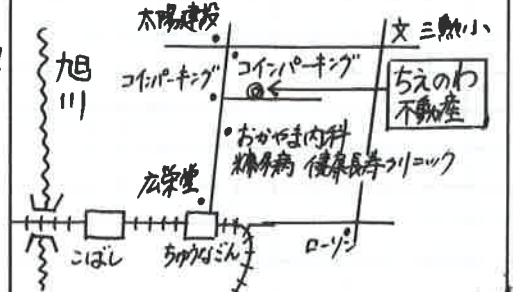 太陽建設
文 三勲小
旭川
コインパーキング
コインパーキング
ちえのわ
不動産
おかやま内科
糖尿病 健康長寿クリニック
広栄堂
こばし
ちゅうなごん
ローソン